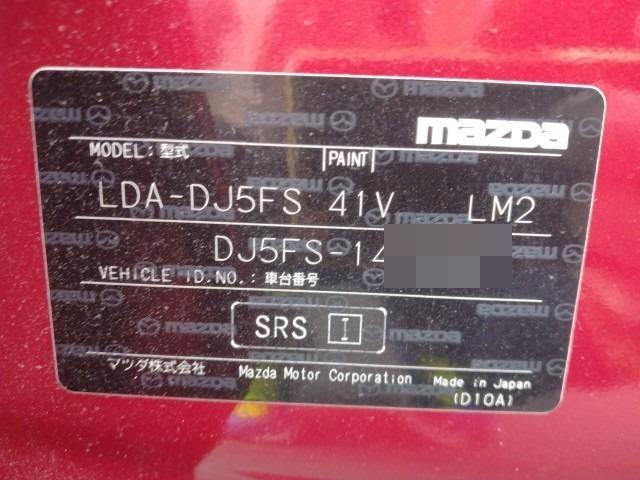 mazda
MODEL:型式 PAINT
LDA-DJ5FS 41V LM2
DJ5FS-14
VEHICLE ID.NO.:車台番号
SRS I
マツダ株式会社 Mazda Motor Corporation Made in Japan
(D10A)